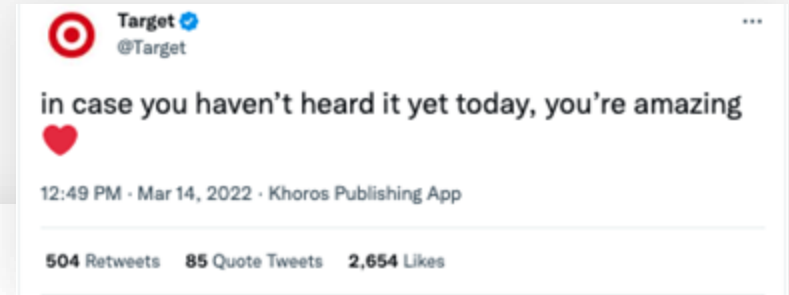 Target
@Target
in case you haven’t heard it yet today, you’re amazing
❤️
12:49 PM · Mar 14, 2022 · Khoros Publishing App
504 Retweets 85 Quote Tweets 2,654 Likes